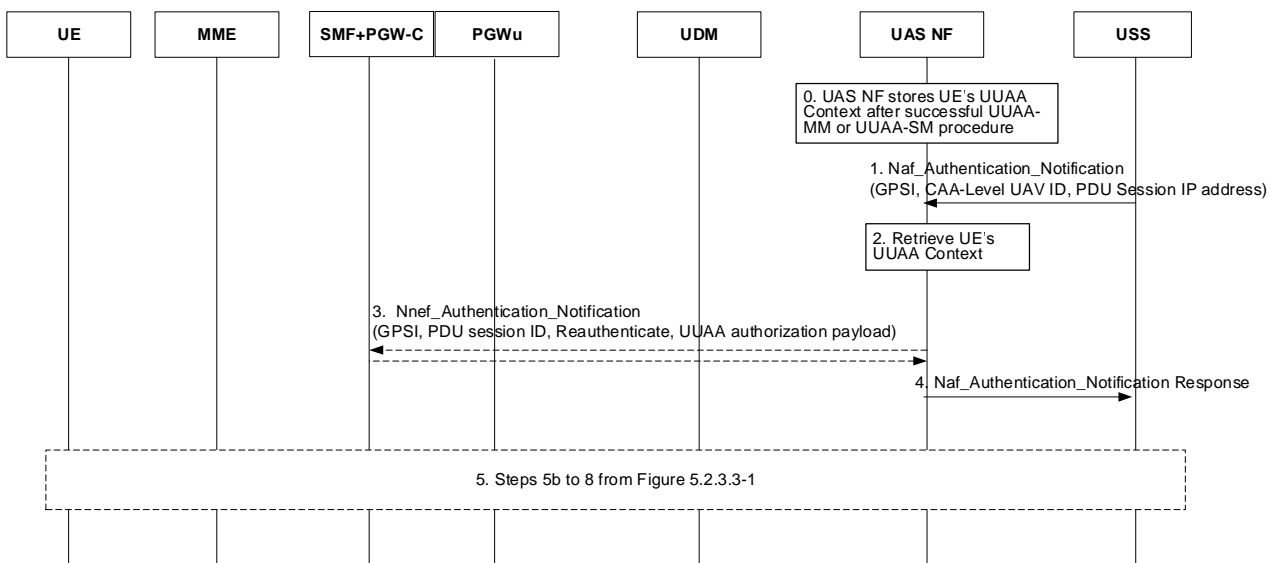 UE
MME
SMF+PGW-C
PGWu
UDM
UAS NF
USS
0. UAS NF stores UE's UUAA
Context after successful UUAA-
MM or UUAA-SM procedure
1. Naf_Authentication_Notification
(GPSI, CAA-Level UAV ID, PDU Session IP address)
2. Retrieve UE's
UUAA Context
3. Nnef_Authentication_Notification
(GPSI, PDU session ID, Reauthenticate, UUAA authorization payload)
4. Naf_Authentication_Notification Response
5. Steps 5b to 8 from Figure 5.2.3.3-1